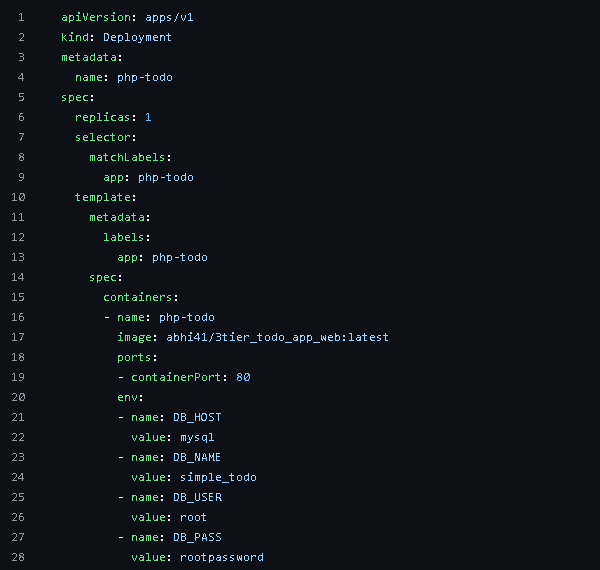 1 apiVersion: apps/v1
2 kind: Deployment
3 metadata:
4   name: php-todo
5 spec:
6   replicas: 1
7   selector:
8     matchLabels:
9       app: php-todo
10   template:
11     metadata:
12       labels:
13         app: php-todo
14     spec:
15       containers:
16       - name: php-todo
17         image: abhi41/3tier_todo_app_web:latest
18         ports:
19         - containerPort: 80
20         env:
21         - name: DB_HOST
22           value: mysql
23         - name: DB_NAME
24           value: simple_todo
25         - name: DB_USER
26           value: root
27         - name: DB_PASS
28           value: rootpassword